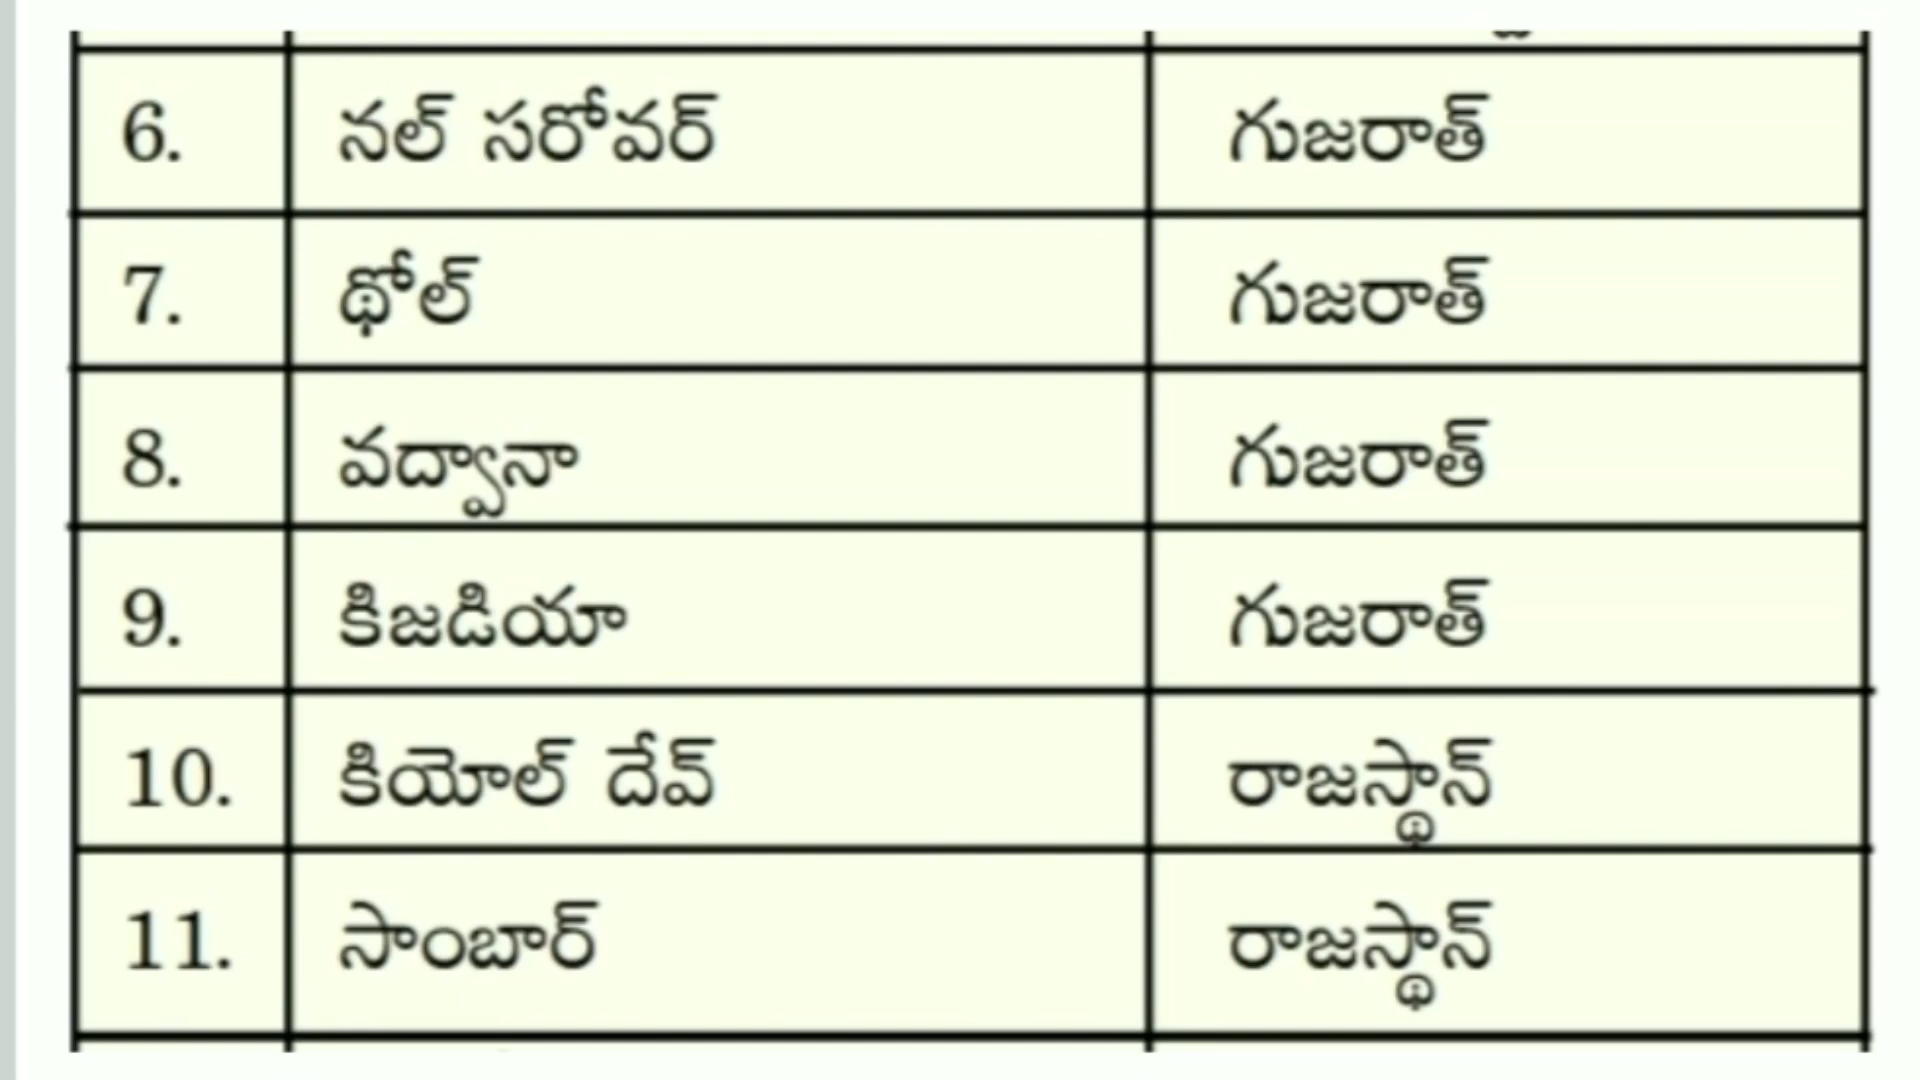 6. నల్ సరోవర్ గుజరాత్
7. థోల్ గుజరాత్
8. వద్వానా గుజరాత్
9. కిజడియా గుజరాత్
10. కియోల్ దేవ్ రాజస్థాన్
11. సాంబార్ రాజస్థాన్